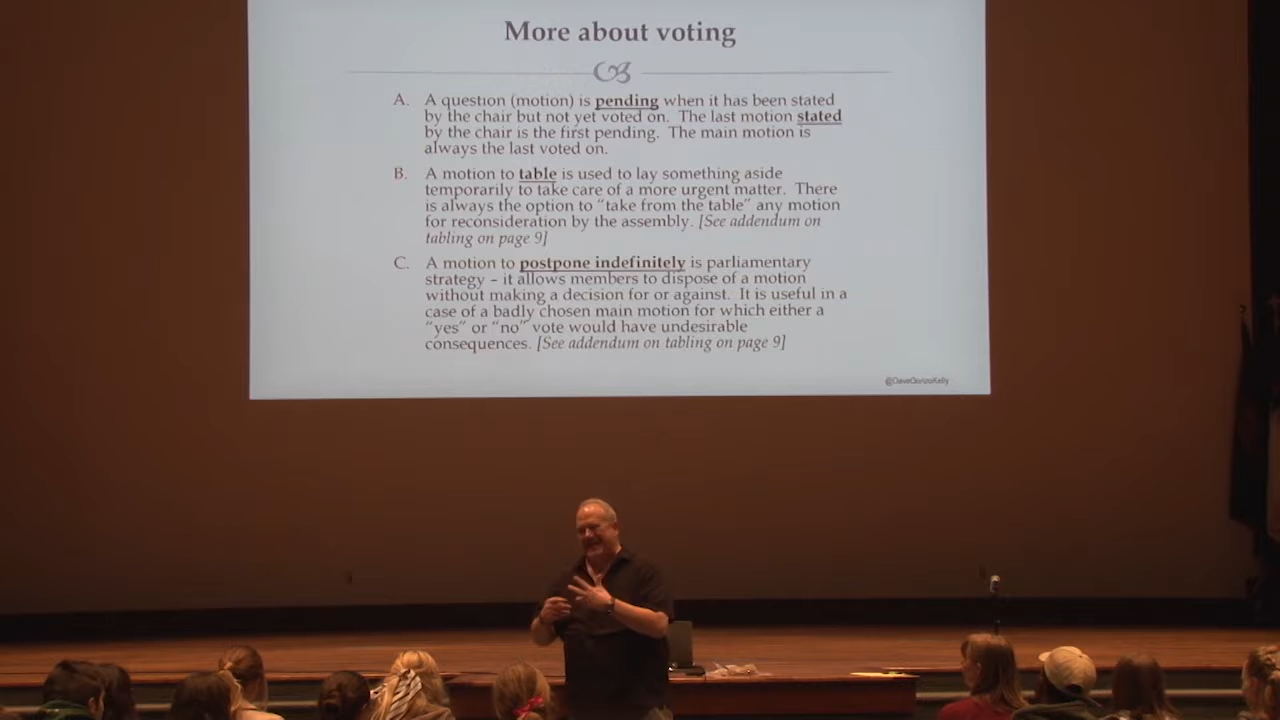 More about voting
A. A question (motion) is pending when it has been stated
by the chair but not yet voted on. The last motion stated
by the chair is the first pending. The main motion is
always the last voted on.
B. A motion to table is used to lay something aside
temporarily to take care of a more urgent matter. There
is always the option to “take from the table” any motion
for reconsideration by the assembly. [See addendum on
tabling on page 9]
C. A motion to postpone indefinitely is parliamentary
strategy – it allows members to dispose of a motion
without making a decision for or against. It is useful in a
case of a badly chosen main motion for which either a
“yes” or “no” vote would have undesirable
consequences. [See addendum on tabling on page 9]
@DaveGonzoKelly